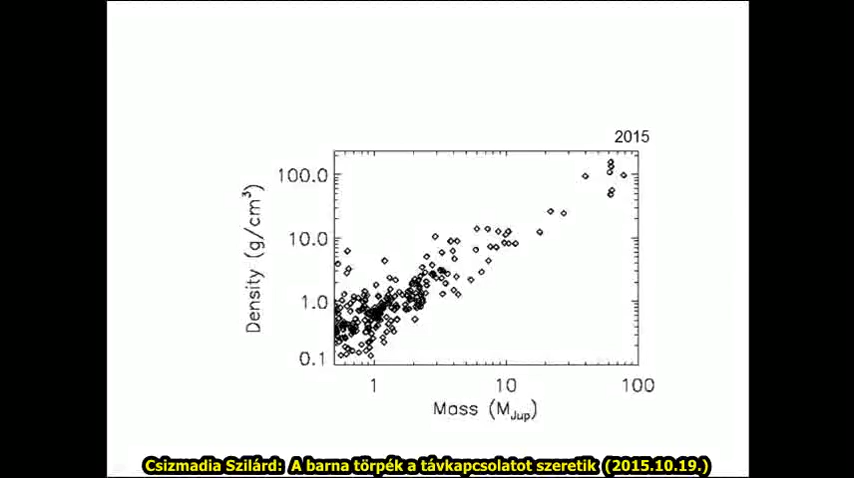 2015
100.0
10.0
1.0
0.1
Density (g/cm³)
1 10 100
Mass (MJup)
Csizmadia Szilárd: A barna törpék a távkapcsolatot szeretik (2015.10.19.)